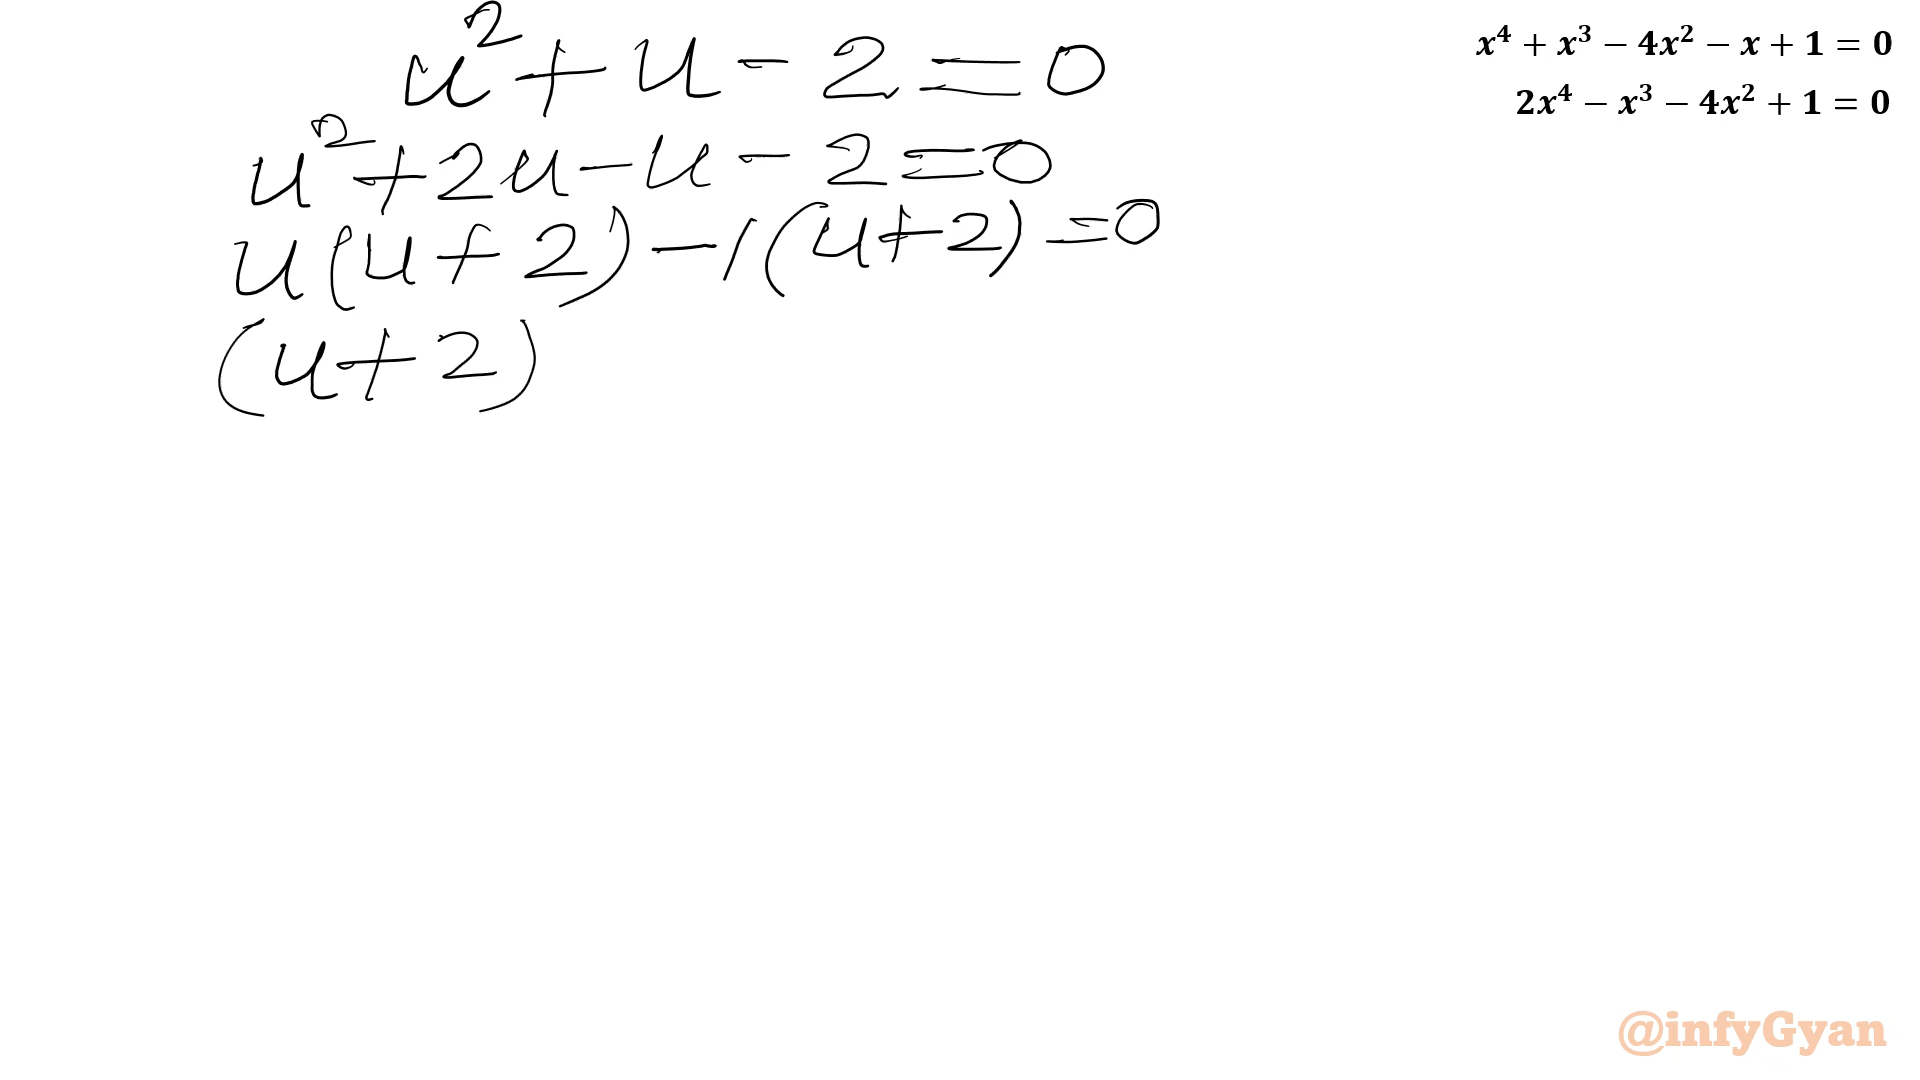 u² + u - 2 = 0
x⁴ + x³ − 4x² − x + 1 = 0
2x⁴ − x³ − 4x² + 1 = 0
u² + 2u - u - 2 = 0
u(u + 2) - 1(u + 2) = 0
(u + 2)
@infyGyan